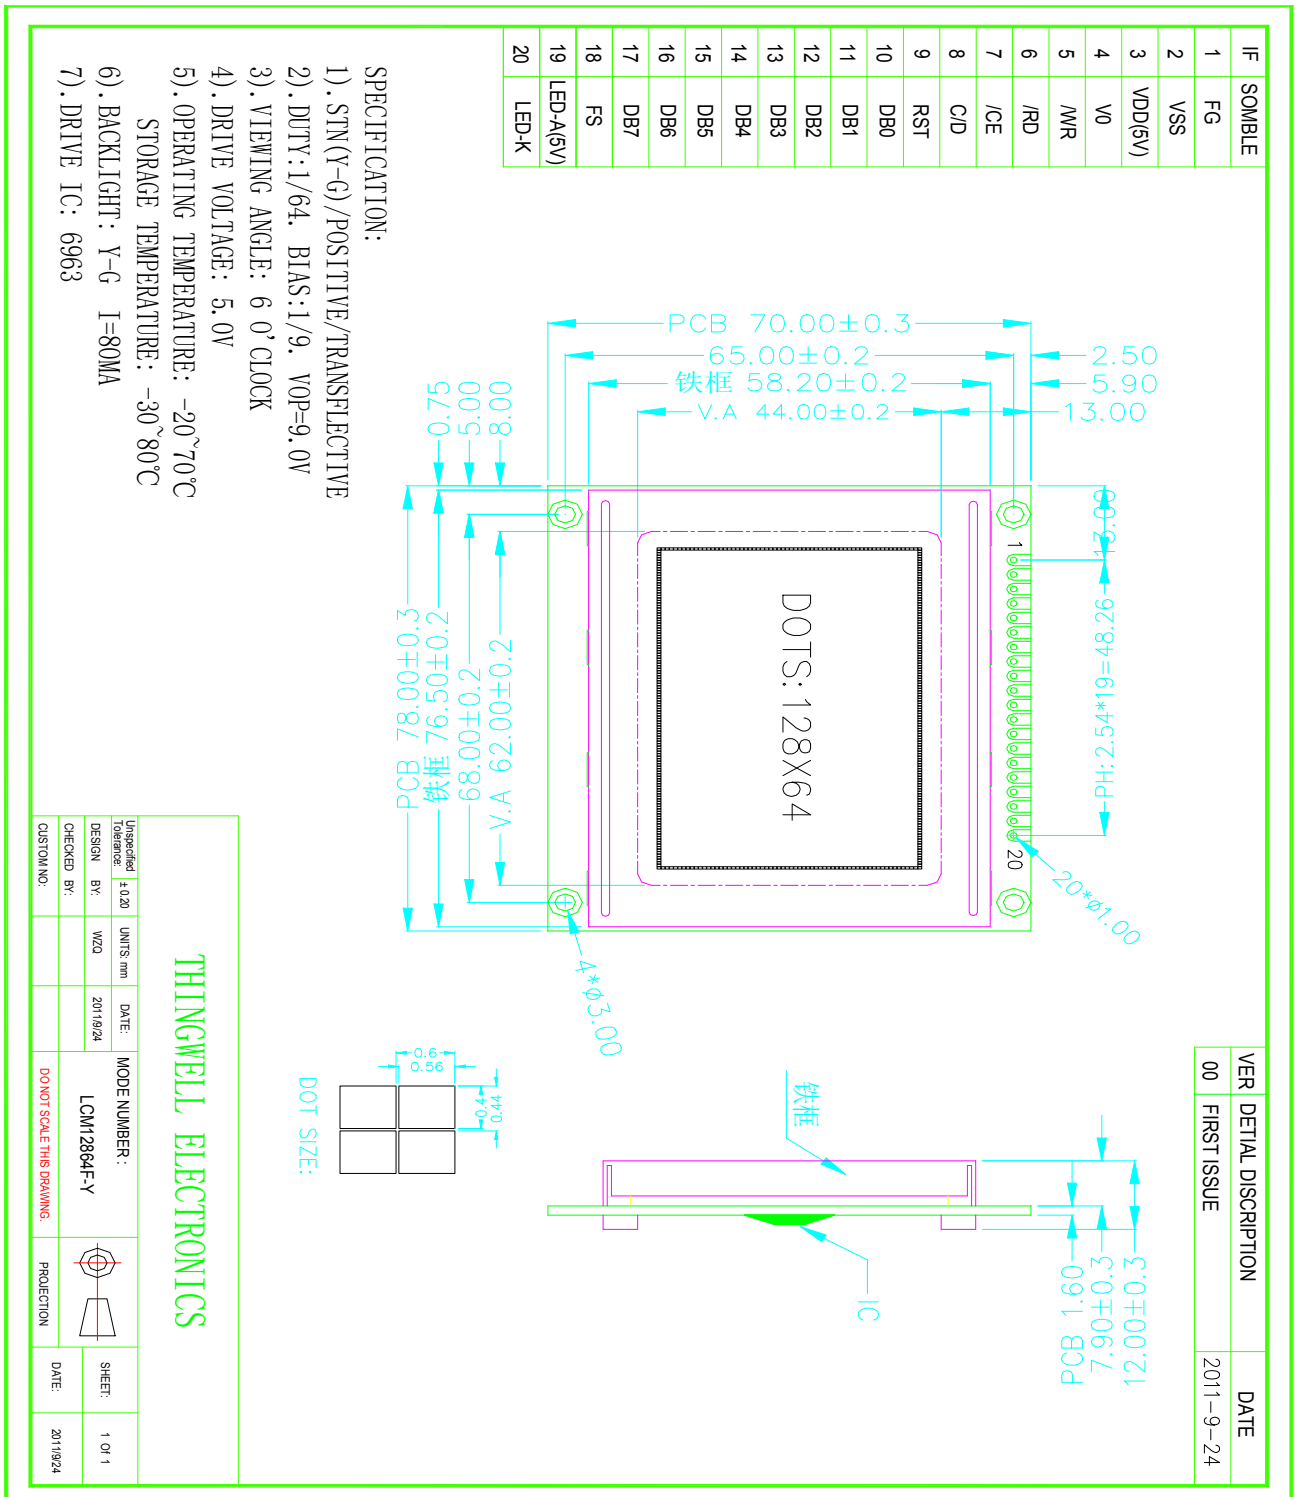 IF SOMBLE
1 FG
2 VSS
3 VDD(5V)
4 V0
5 /WR
6 /RD
7 /CE
8 C/D
9 RST
10 DB0
11 DB1
12 DB2
13 DB3
14 DB4
15 DB5
16 DB6
17 DB7
18 FS
19 LED-A(5V)
20 LED-K
SPECIFICATION:
1).STN(Y-G)/POSITIVE/TRANSFLECTIVE
2).DUTY:1/64. BIAS:1/9. VOP=9.0V
3).VIEWING ANGLE: 6 O'CLOCK
4).DRIVE VOLTAGE: 5.0V
5).OPERATING TEMPERATURE: -20~70℃
STORAGE TEMPERATURE: -30~80℃
6).BACKLIGHT: Y-G I=80MA
7).DRIVE IC: 6963
PCB 70.00±0.3
65.00±0.2
铁框 58.20±0.2
V.A 44.00±0.2
2.50
5.90
13.00
0.75
5.00
8.00
13.00
PH:2.54*19=48.26
1
20
20*ø1.00
DOTS:128X64
V.A 62.00±0.2
68.00±0.2
铁框 76.50±0.2
PCB 78.00±0.3
4*ø3.00
VER DETIAL DISCRIPTION DATE
00 FIRST ISSUE 2011-9-24
铁框
IC
12.00±0.3
7.90±0.3
PCB 1.60
0.6
0.56
0.44
0.4
DOT SIZE:
THINGWELL ELECTRONICS
Unspecified Tolerance: ±0.20 UNITS: mm DATE:
DESIGN BY: WZQ 2011/9/24
CHECKED BY:
CUSTOM NO:
MODE NUMBER :
LCM12864F-Y
DO NOT SCALE THIS DRAWING.
PROJECTION
SHEET: 1 Of 1
DATE: 2011/9/24